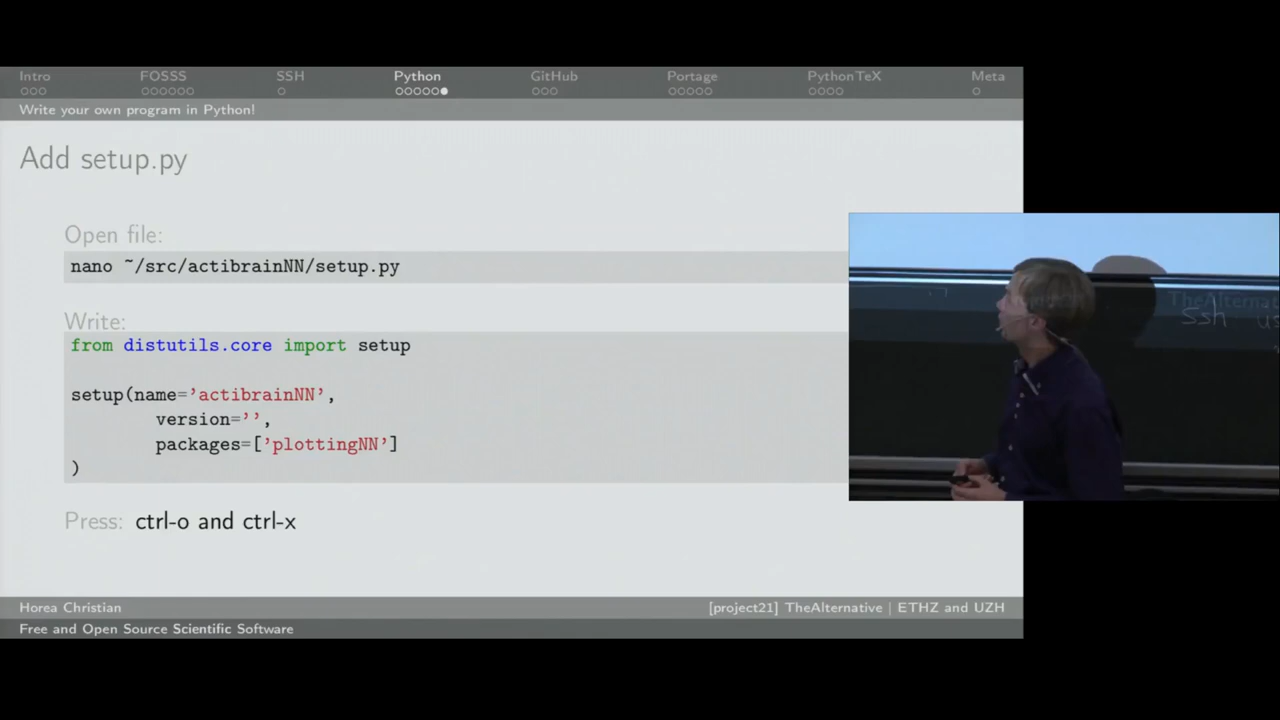 Intro FOSSS SSH Python GitHub Portage PythonTeX Meta
Write your own program in Python!
Add setup.py
Open file:
nano ~/src/actibrainNN/setup.py
Write:
from distutils.core import setup
setup(name='actibrainNN',
version='',
packages=['plottingNN']
)
Press: ctrl-o and ctrl-x
TheAlterna
ssh
Horea Christian [project21] TheAlternative | ETHZ and UZH
Free and Open Source Scientific Software